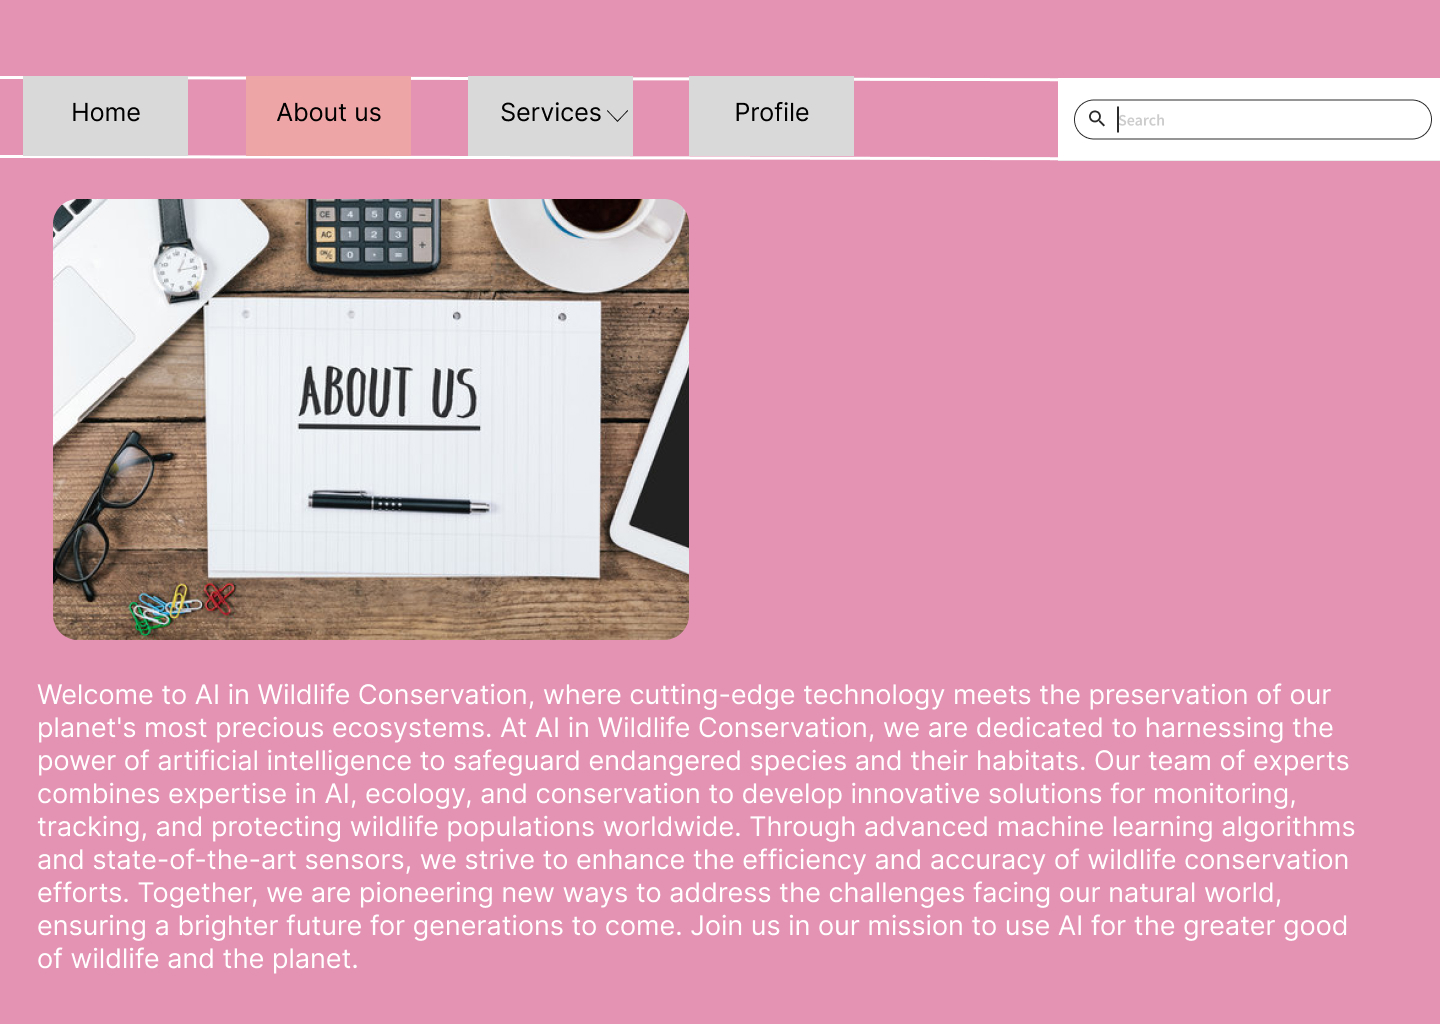 Home
About us
Services
Profile
Search
CE 4 5 6 −
AC 1 2 3 +
0 . =
ABOUT US
Welcome to AI in Wildlife Conservation, where cutting-edge technology meets the preservation of our
planet's most precious ecosystems. At AI in Wildlife Conservation, we are dedicated to harnessing the
power of artificial intelligence to safeguard endangered species and their habitats. Our team of experts
combines expertise in AI, ecology, and conservation to develop innovative solutions for monitoring,
tracking, and protecting wildlife populations worldwide. Through advanced machine learning algorithms
and state-of-the-art sensors, we strive to enhance the efficiency and accuracy of wildlife conservation
efforts. Together, we are pioneering new ways to address the challenges facing our natural world,
ensuring a brighter future for generations to come. Join us in our mission to use AI for the greater good
of wildlife and the planet.